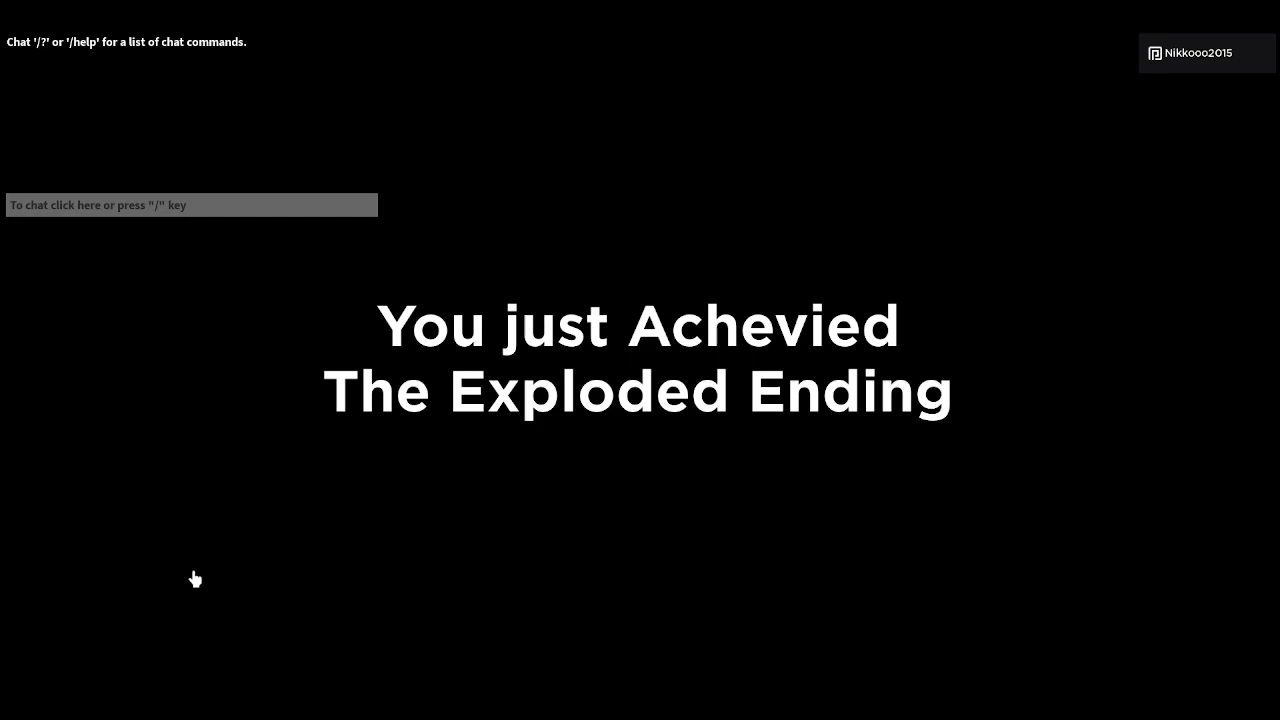 Chat '/?' or '/help' for a list of chat commands.
Nikkooo2015
To chat click here or press "/" key
You just Achevied
The Exploded Ending